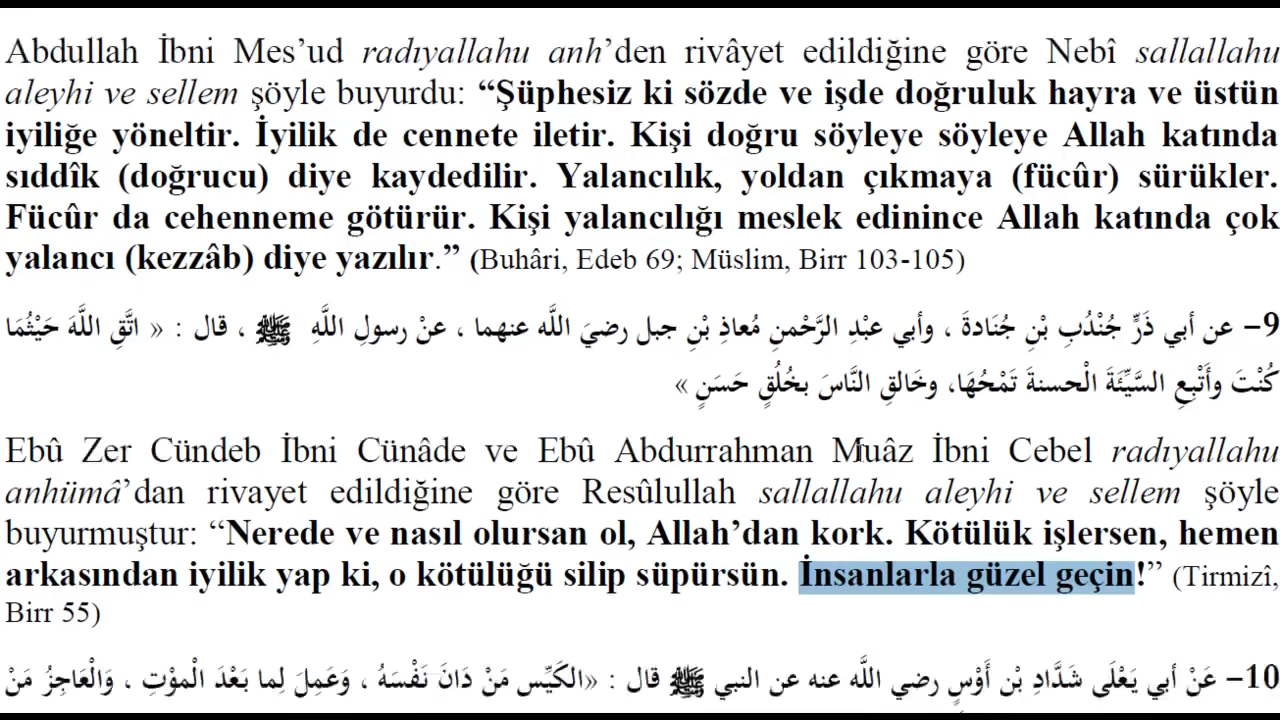 Abdullah İbni Mes’ud radıyallahu anh’den rivâyet edildiğine göre Nebî sallallahu
aleyhi ve sellem şöyle buyurdu: “Şüphesiz ki sözde ve işde doğruluk hayra ve üstün
iyiliğe yöneltir. İyilik de cennete iletir. Kişi doğru söyleye söyleye Allah katında
sıddîk (doğrucu) diye kaydedilir. Yalancılık, yoldan çıkmaya (fücûr) sürükler.
Fücûr da cehenneme götürür. Kişi yalancılığı meslek edinince Allah katında çok
yalancı (kezzâb) diye yazılır.” (Buhâri, Edeb 69; Müslim, Birr 103-105)
9– عن أبي ذَرٍّ جُنْدُبِ بْنِ جُنَادةَ ، وأبي عبْدِ الرَّحْمنِ مُعاذِ بْنِ جبل رضيَ اللَّه عنهما ، عنْ رسولِ اللَّهِ ﷺ ، قال : « اتَّقِ اللَّهَ حَيْثُمَا
كُنْتَ وأَتْبِعِ السَّيِّئَةَ الْحسنةَ تَمْحُهَا، وخَالقِ النَّاسَ بخُلُقٍ حَسَنٍ »
Ebû Zer Cündeb İbni Cünâde ve Ebû Abdurrahman Muâz İbni Cebel radıyallahu
anhümâ’dan rivayet edildiğine göre Resûlullah sallallahu aleyhi ve sellem şöyle
buyurmuştur: “Nerede ve nasıl olursan ol, Allah’dan kork. Kötülük işlersen, hemen
arkasından iyilik yap ki, o kötülüğü silip süpürsün. İnsanlarla güzel geçin!” (Tirmizî,
Birr 55)
10– عَنْ أبي يَعْلَى شَدَّادِ بْن أَوْسٍ رضي اللَّه عنه عن النبي ﷺ قال : «الكَيِّس مَنْ دَانَ نَفْسَهُ ، وَعَمِلَ لِما بَعْدَ الْموْتِ ، وَالْعَاجِزُ مَنْ